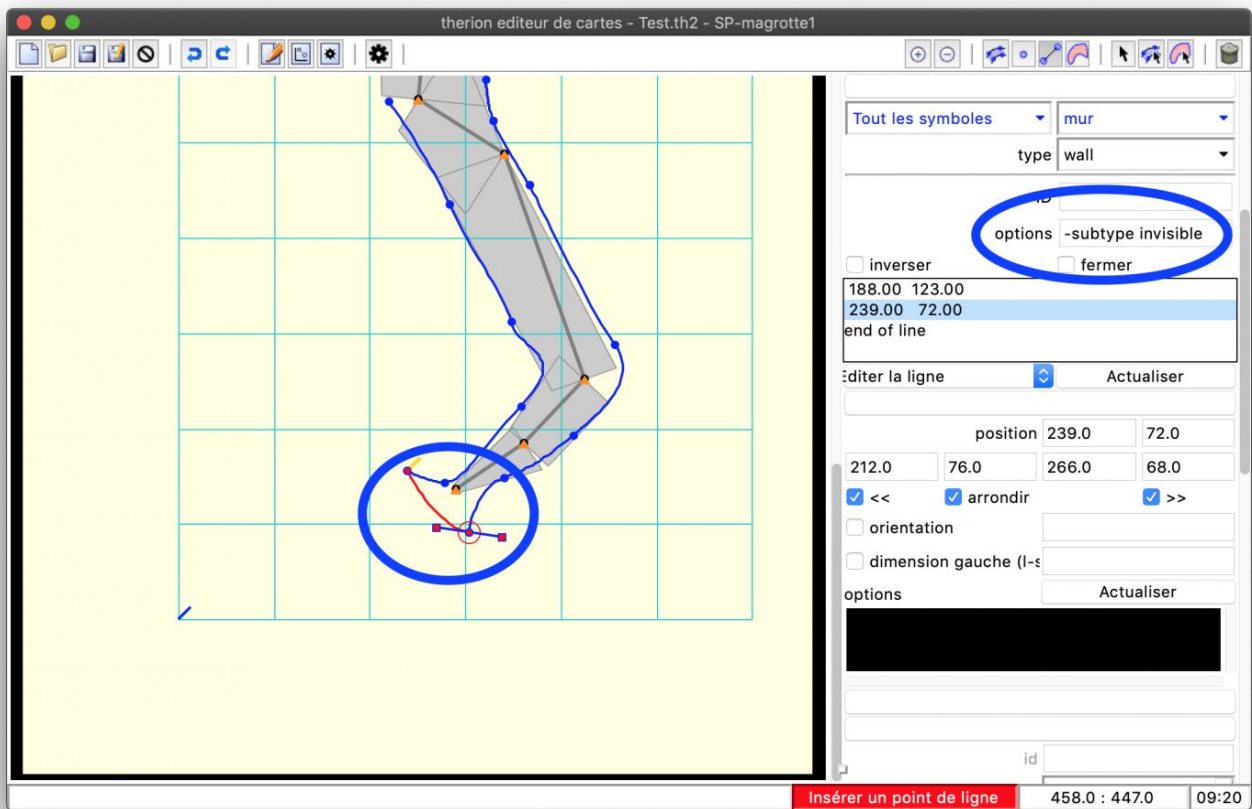 therion editeur de cartes - Test.th2 - SP-magrotte1
Tout les symboles mur
type wall
ID
options -subtype invisible
inverser fermer
188.00 123.00
239.00 72.00
end of line
Editer la ligne Actualiser
position 239.0 72.0
212.0 76.0 266.0 68.0
<< arrondir >>
orientation
dimension gauche (l-s
options Actualiser
id
Insérer un point de ligne 458.0 : 447.0 09:20